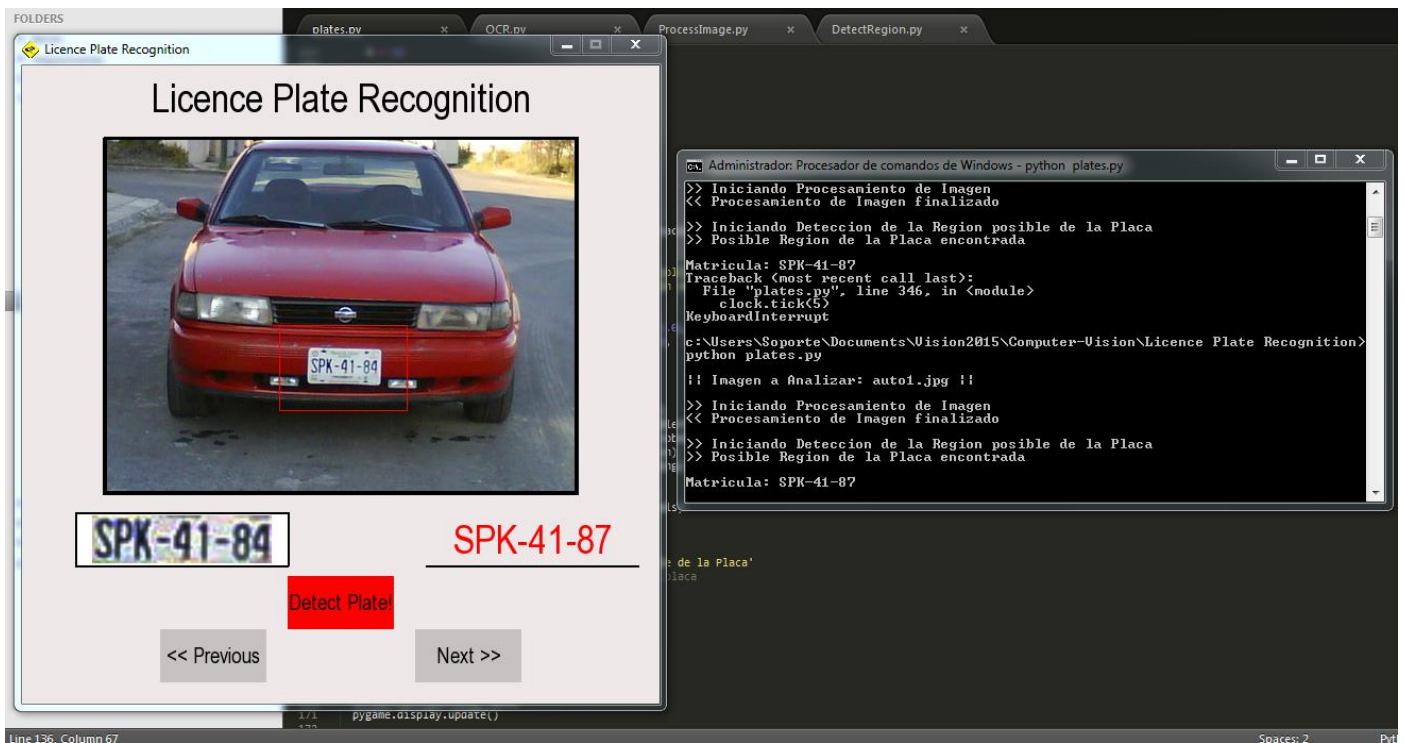 FOLDERS
plates.py × OCR.py × ProcessImage.py × DetectRegion.py ×
Licence Plate Recognition
Licence Plate Recognition
SPK-41-84
SPK-41-84
SPK-41-87
Detect Plate!
<< Previous
Next >>
Administrador: Procesador de comandos de Windows - python plates.py
>> Iniciando Procesamiento de Imagen
<< Procesamiento de Imagen finalizado
>> Iniciando Deteccion de la Region posible de la Placa
>> Posible Region de la Placa encontrada
Matricula: SPK-41-87
Traceback (most recent call last):
File "plates.py", line 346, in <module>
clock.tick(5)
KeyboardInterrupt
c:\Users\Soporte\Documents\Vision2015\Computer-Vision\Licence Plate Recognition>
python plates.py
|| Imagen a Analizar: auto1.jpg ||
>> Iniciando Procesamiento de Imagen
<< Procesamiento de Imagen finalizado
>> Iniciando Deteccion de la Region posible de la Placa
>> Posible Region de la Placa encontrada
Matricula: SPK-41-87
de la Placa'
placa
171 pygame.display.update()
Line 136, Column 67
Spaces: 2